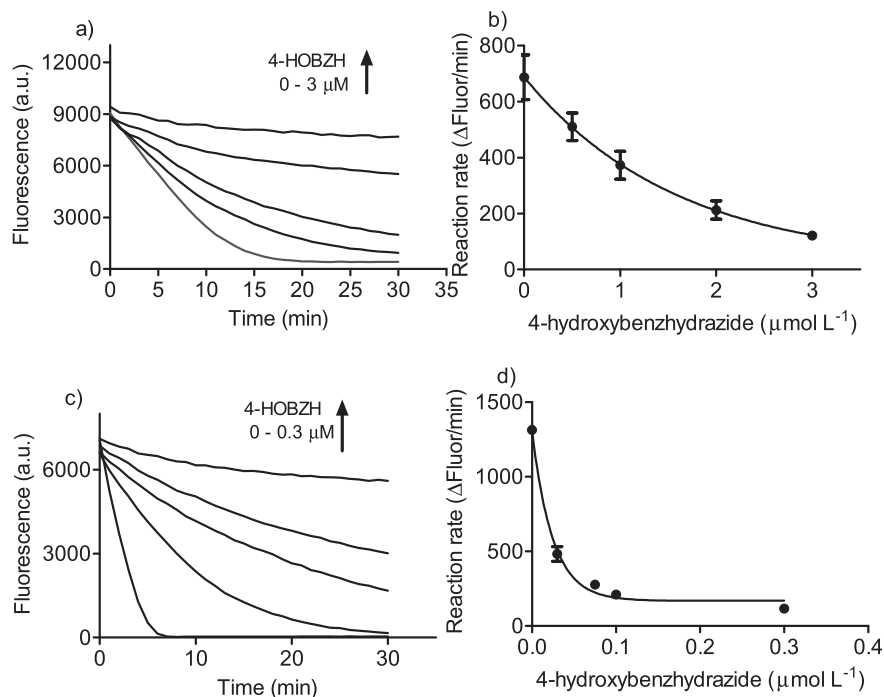 a)
4-HOBZH
0 - 3 μM
Fluorescence (a.u.)
12000
9000
6000
3000
0
0 5 10 15 20 25 30 35
Time (min)
b)
Reaction rate (ΔFluor/min)
800
600
400
200
0
0 1 2 3
4-hydroxybenzhydrazide (μmol L-1)
c)
4-HOBZH
0 - 0.3 μM
Fluorescence (a.u.)
6000
3000
0
0 10 20 30
Time (min)
d)
Reaction rate (ΔFluor/min)
1500
1000
500
0
0.0 0.1 0.2 0.3 0.4
4-hydroxybenzhydrazide (μmol L-1)